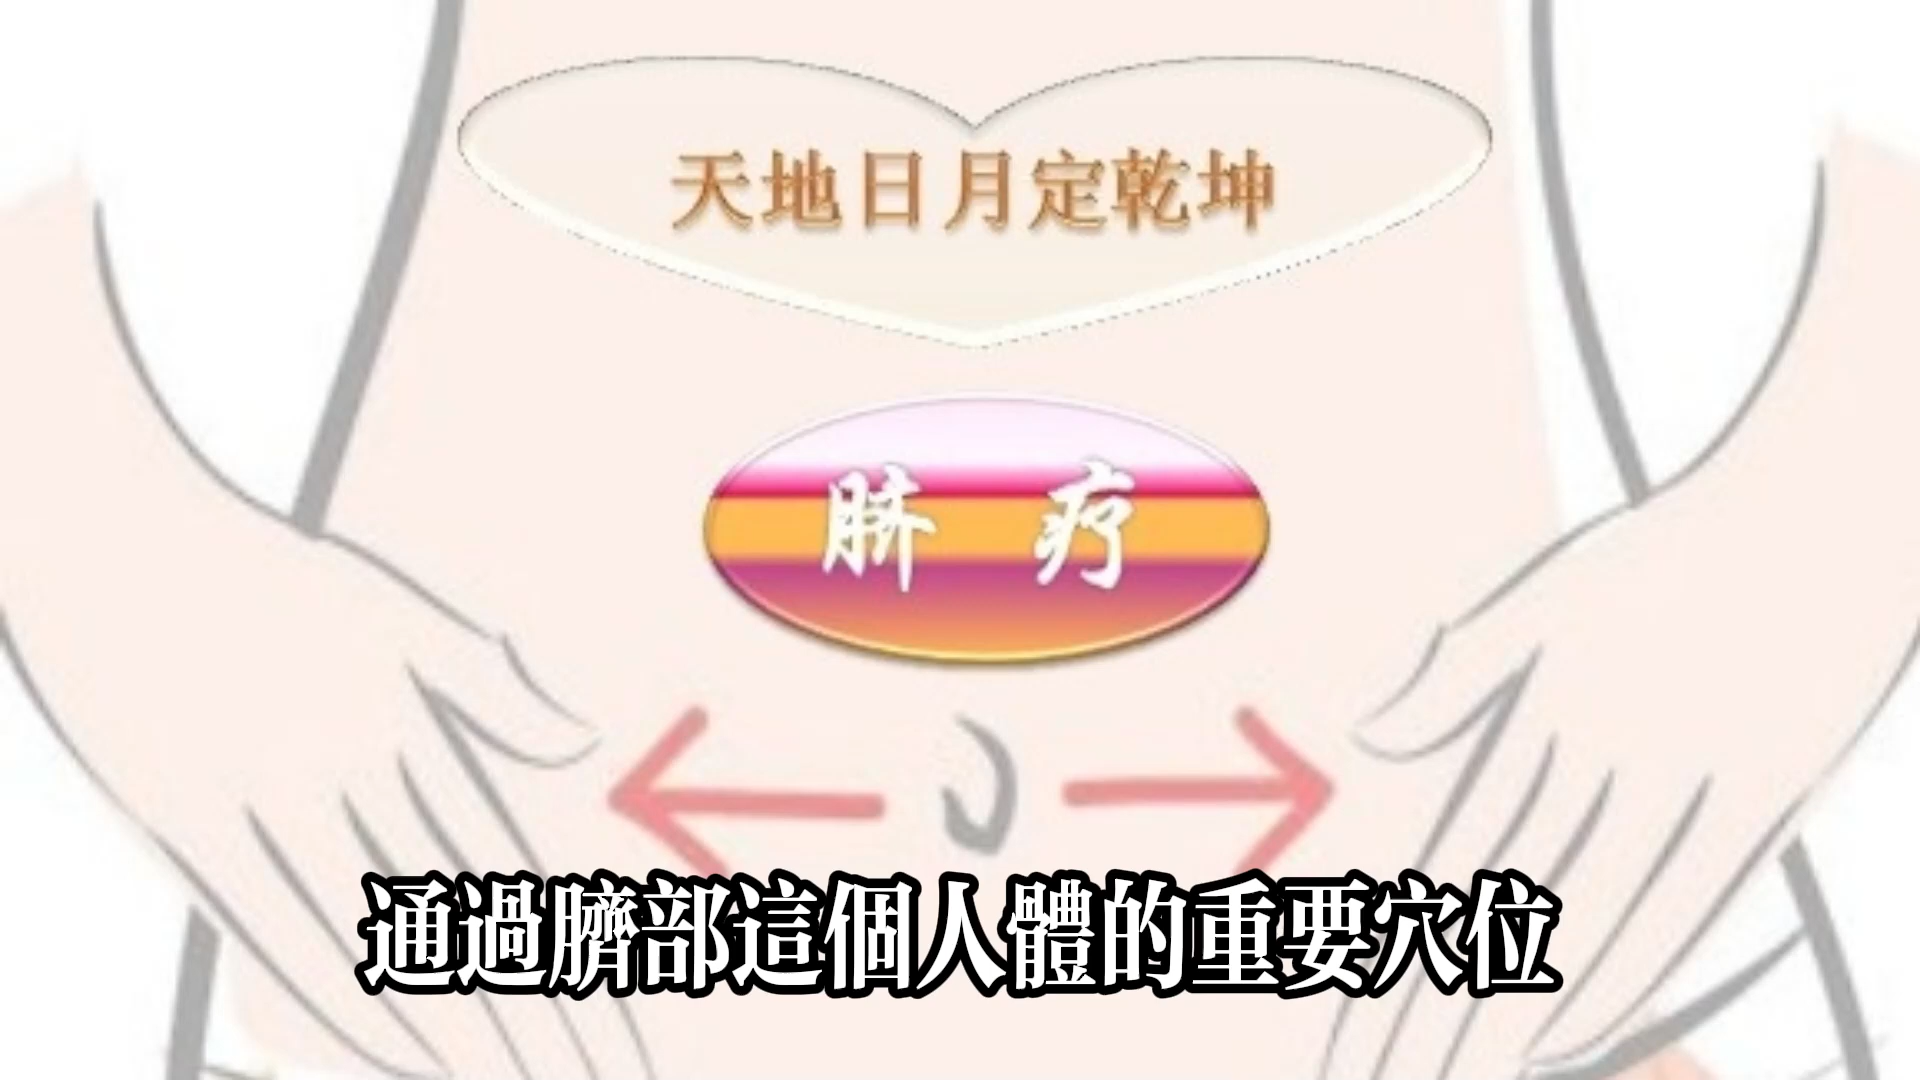 天地日月定乾坤
脐 疗
通過臍部這個人體的重要穴位